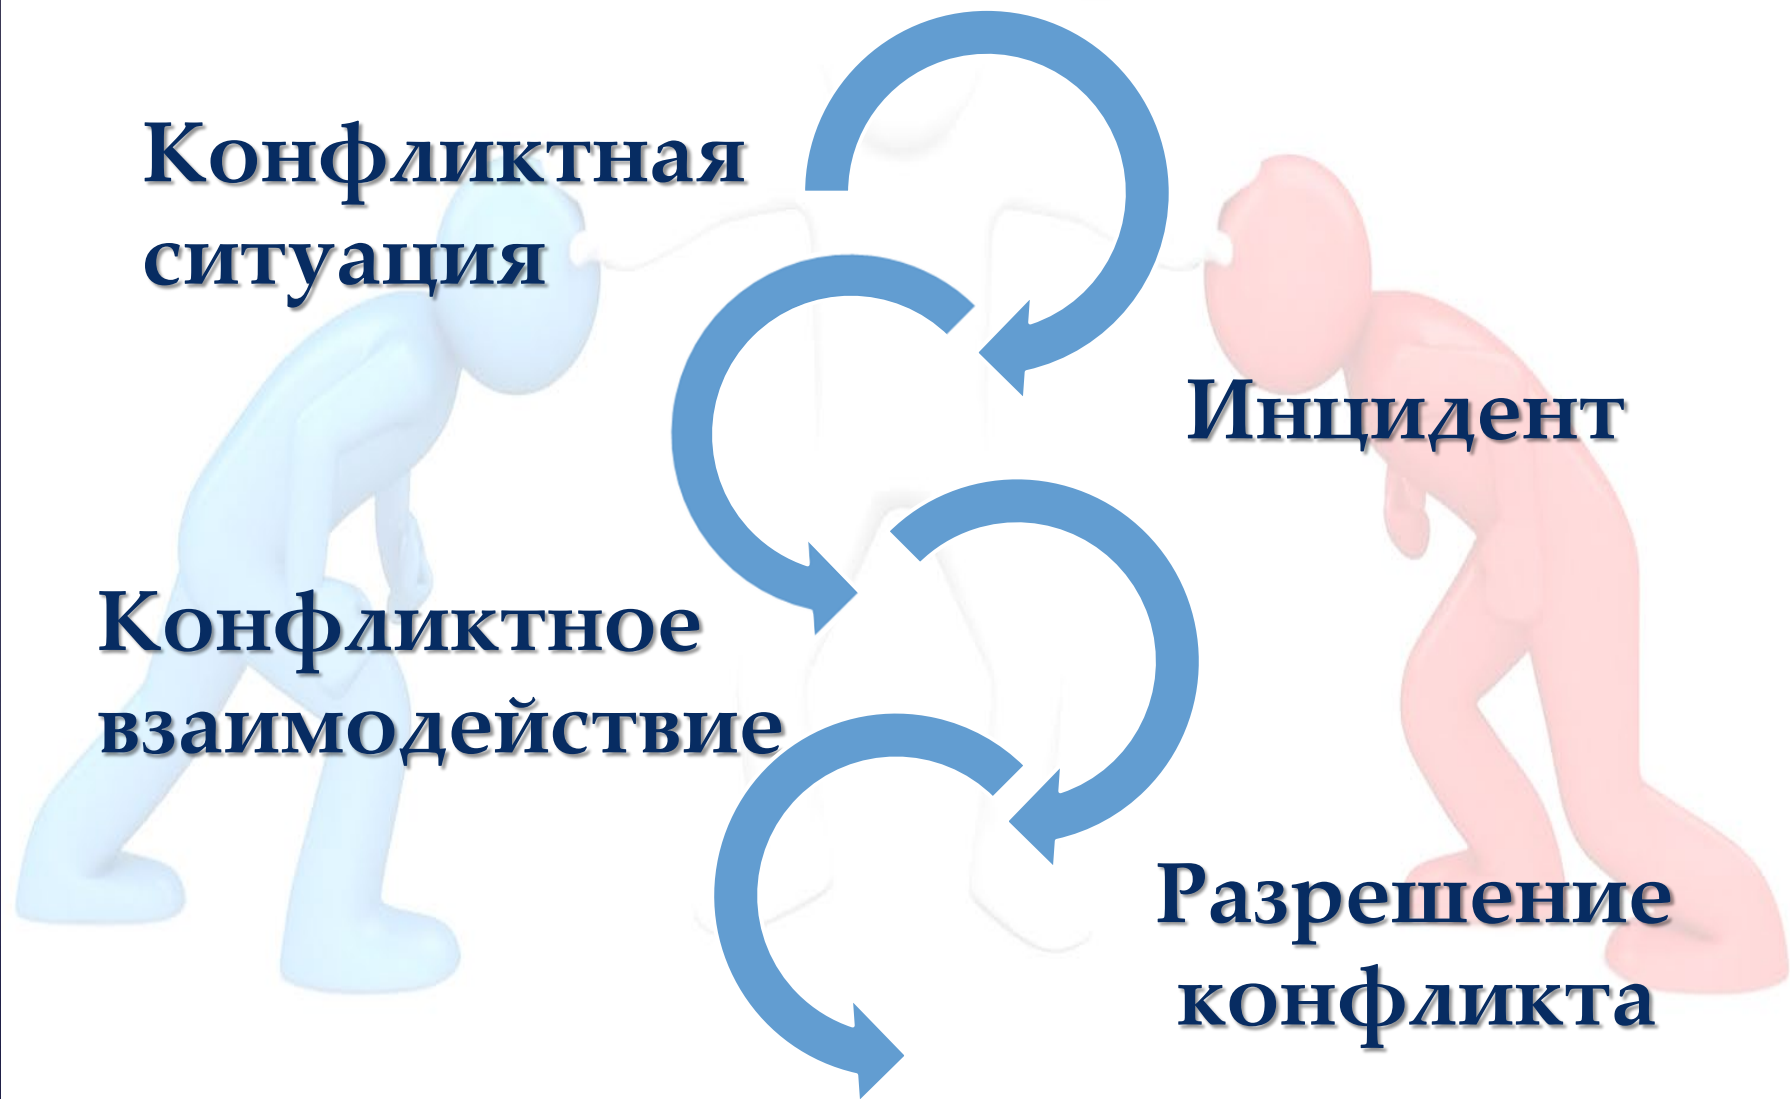 Конфликтная
ситуация
Инцидент
Конфликтное
взаимодействие
Разрешение
конфликта